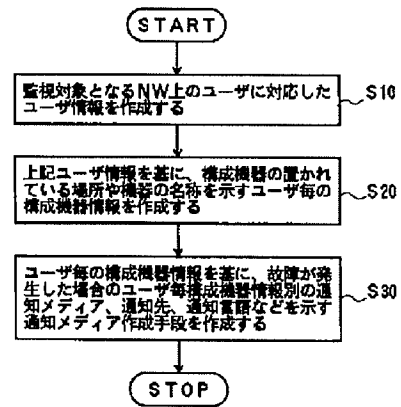 START
監視対象となるNW上のユーザに対応した
ユーザ情報を作成する
S10
上記ユーザ情報を基に、構成機器の置かれ
ている場所や機器の名称を示すユーザ毎の
構成機器情報を作成する
S20
ユーザ毎の構成機器情報を基に、故障が発
生した場合のユーザ毎構成機器情報別の通
知メディア、通知先、通知言語などを示す
通知メディア作成手段を作成する
S30
STOP